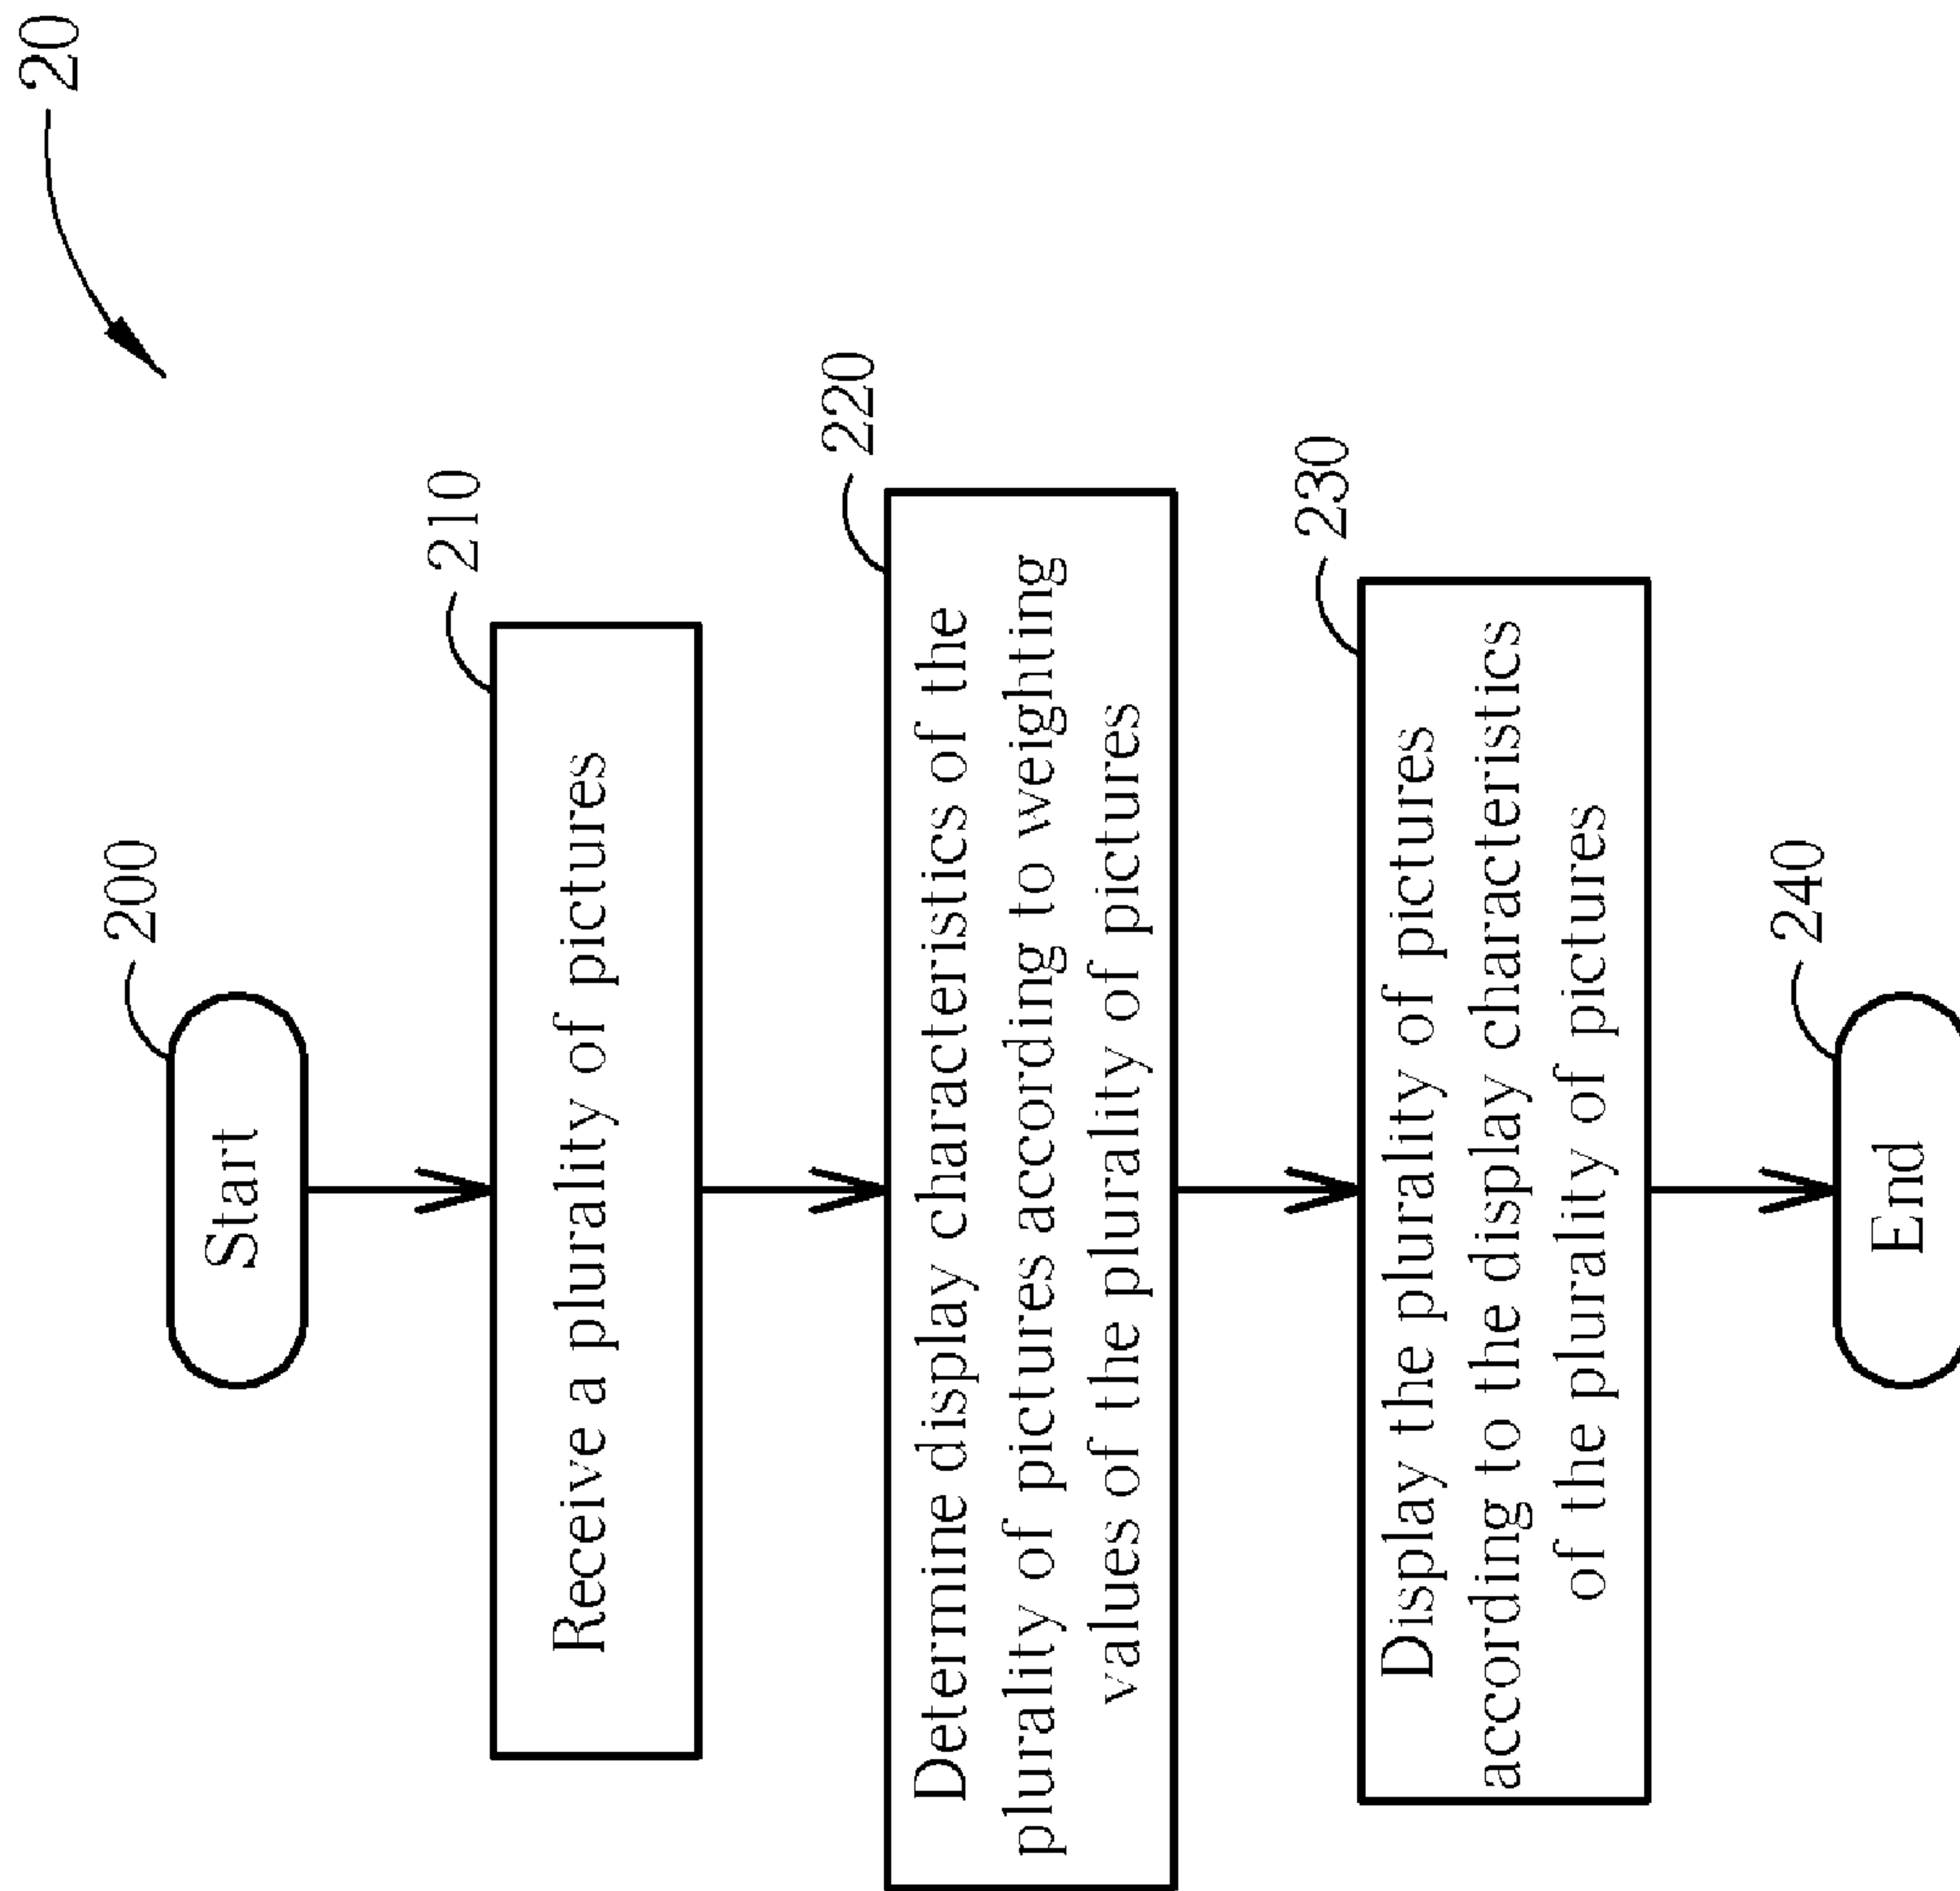 20
200
Start
210
Receive a plurality of pictures
220
Determine display characteristics of the
plurality of pictures according to weighting
values of the plurality of pictures
230
Display the plurality of pictures
according to the display characteristics
of the plurality of pictures
240
End